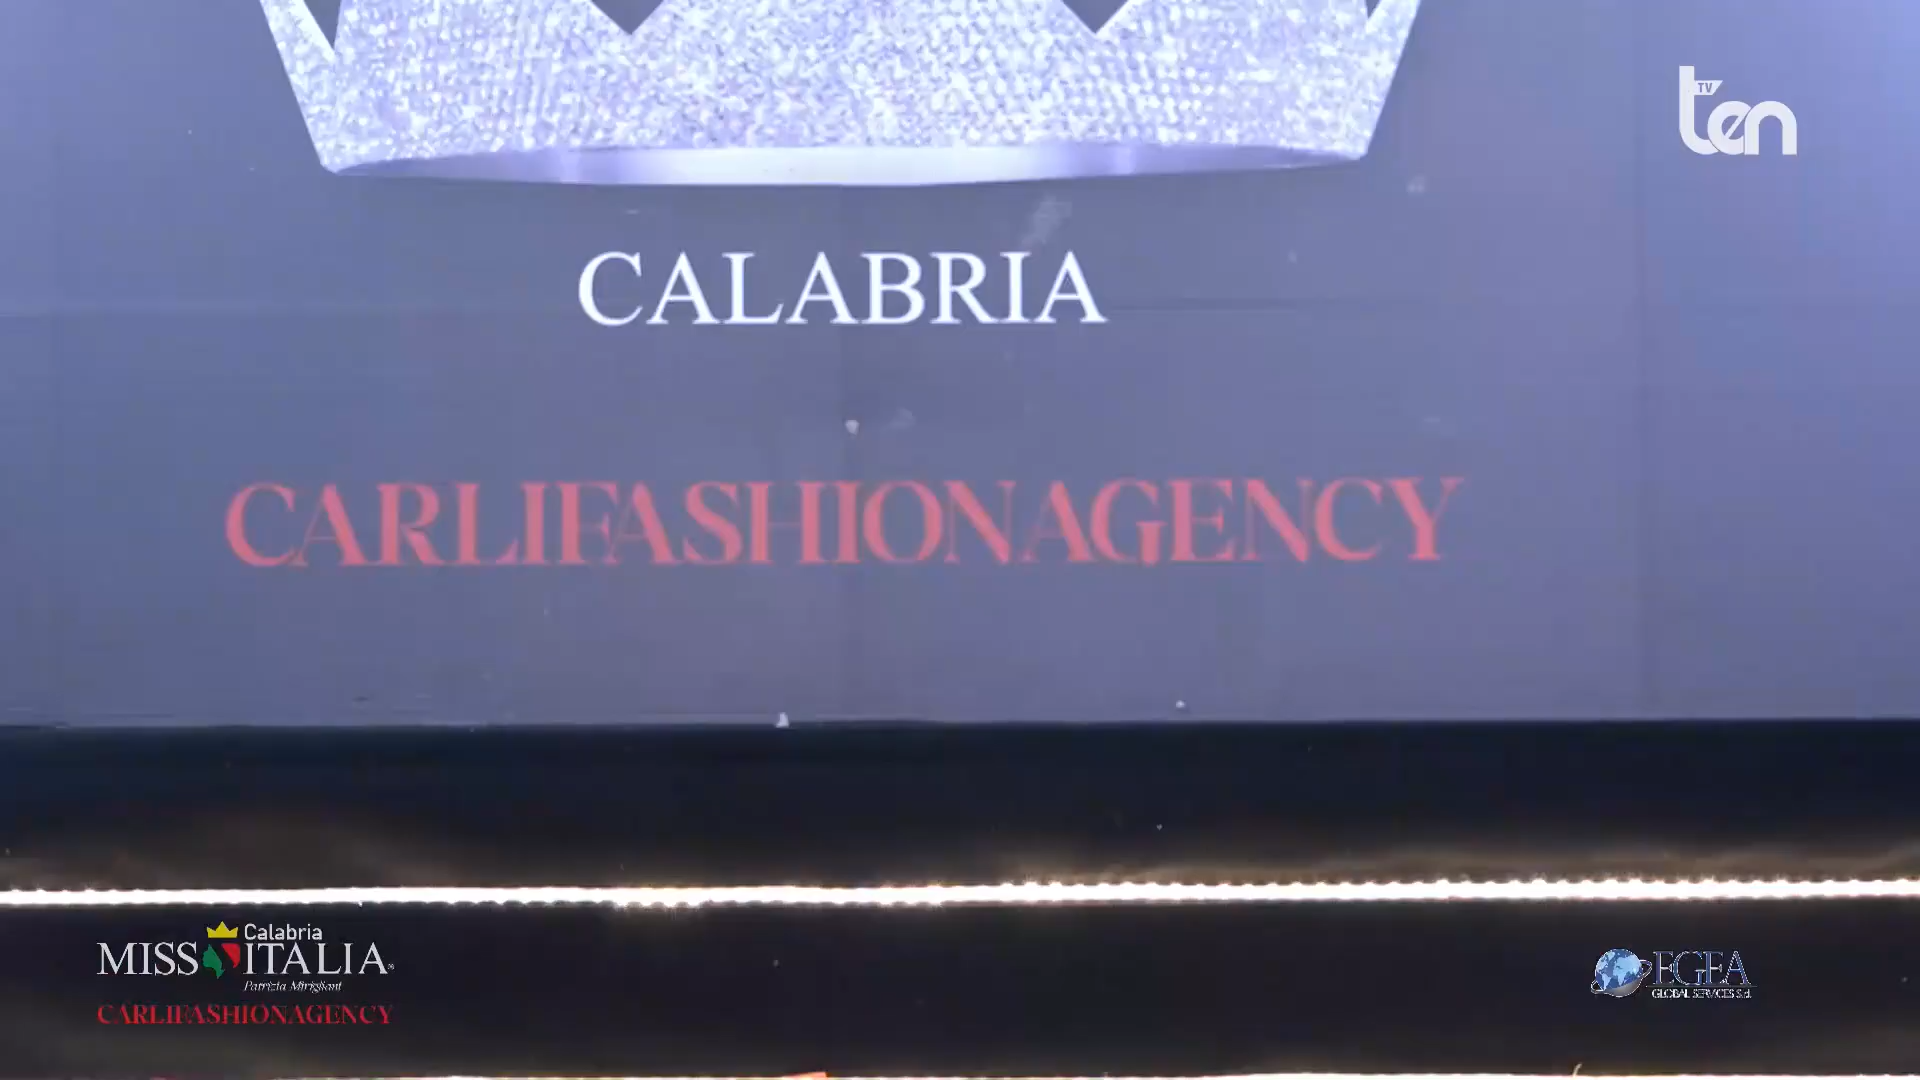 TV
ten
CALABRIA
CARLIFASHIONAGENCY
Calabria
MISS ITALIA
Patrizia Mirigliani
CARLIFASHIONAGENCY
EGEA
GLOBAL SERVICES S.r.l.